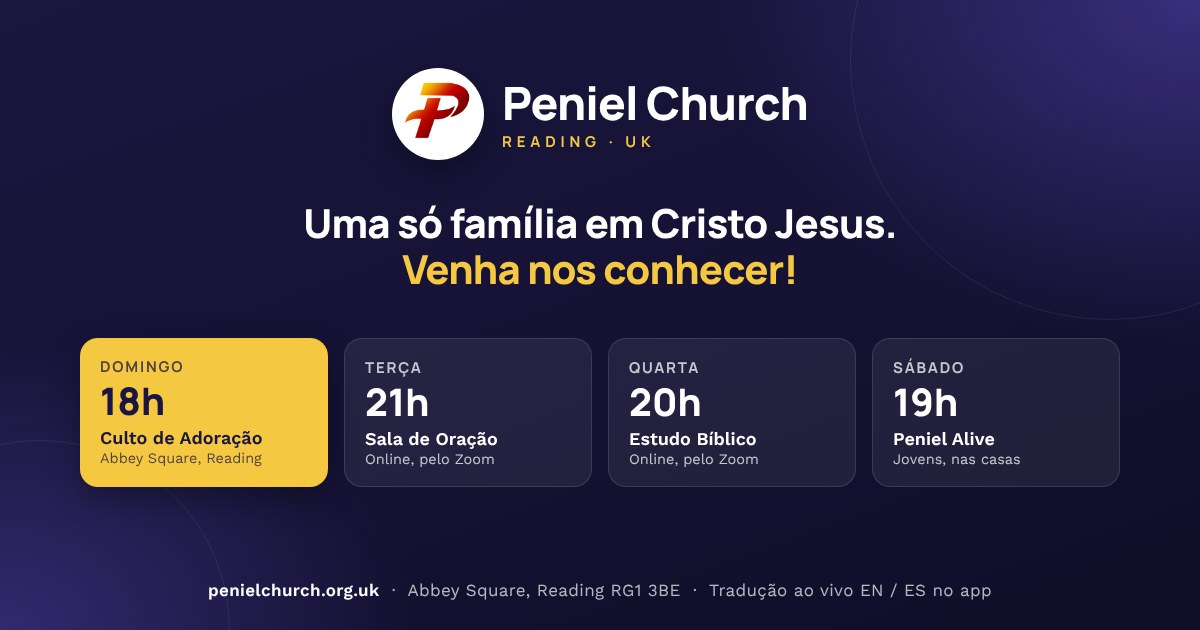 Peniel Church
READING · UK
Uma só família em Cristo Jesus.
Venha nos conhecer!
DOMINGO
18h
Culto de Adoração
Abbey Square, Reading
TERÇA
21h
Sala de Oração
Online, pelo Zoom
QUARTA
20h
Estudo Bíblico
Online, pelo Zoom
SÁBADO
19h
Peniel Alive
Jovens, nas casas
penielchurch.org.uk · Abbey Square, Reading RG1 3BE · Tradução ao vivo EN / ES no app